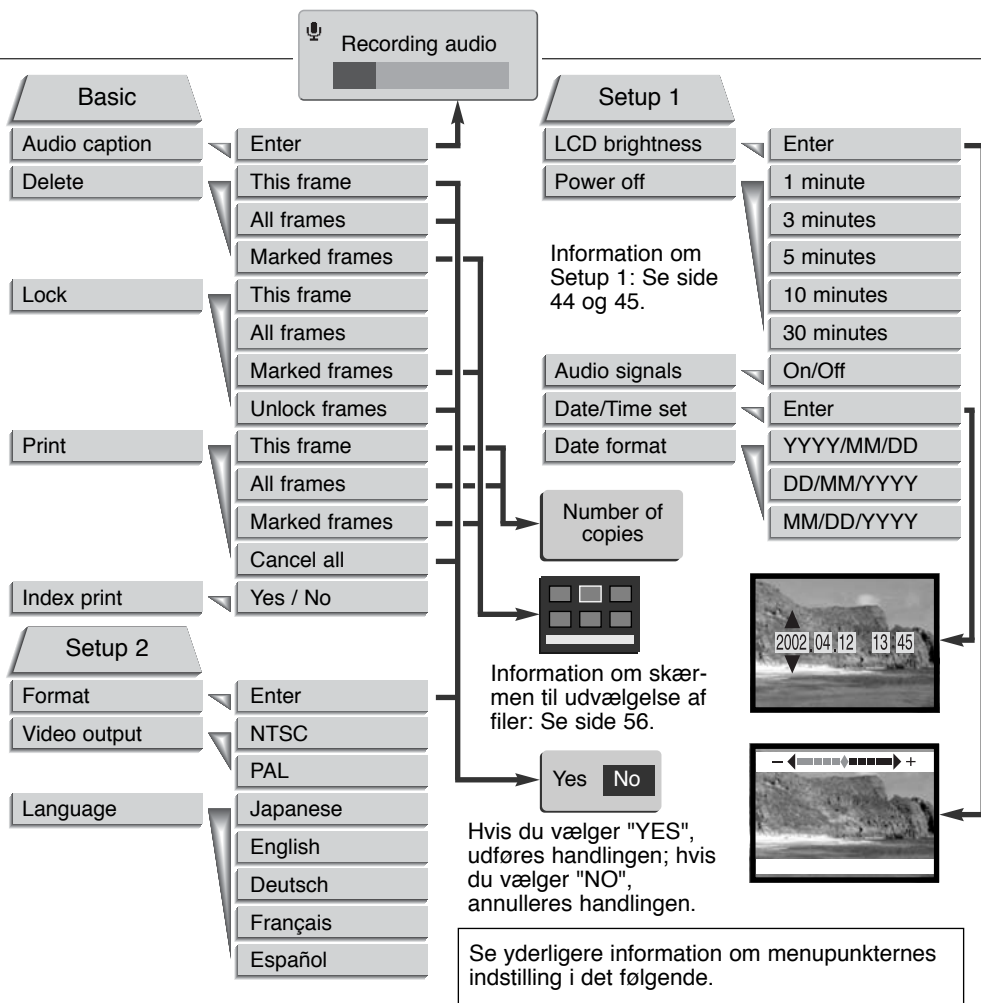 Recording audio
Basic
Audio caption
Enter
Delete
This frame
All frames
Marked frames
Lock
This frame
All frames
Marked frames
Unlock frames
Print
This frame
All frames
Marked frames
Cancel all
Index print
Yes / No
Setup 2
Format
Enter
Video output
NTSC
PAL
Language
Japanese
English
Deutsch
Français
Español
Setup 1
LCD brightness
Enter
Power off
1 minute
3 minutes
5 minutes
10 minutes
30 minutes
Information om
Setup 1: Se side
44 og 45.
Audio signals
On/Off
Date/Time set
Enter
Date format
YYYY/MM/DD
DD/MM/YYYY
MM/DD/YYYY
Number of
copies
Information om skær-
men til udvælgelse af
filer: Se side 56.
2002.04.12 13:45
Yes No
Hvis du vælger "YES",
udføres handlingen; hvis
du vælger "NO",
annulleres handlingen.
− +
Se yderligere information om menupunkternes
indstilling i det følgende.